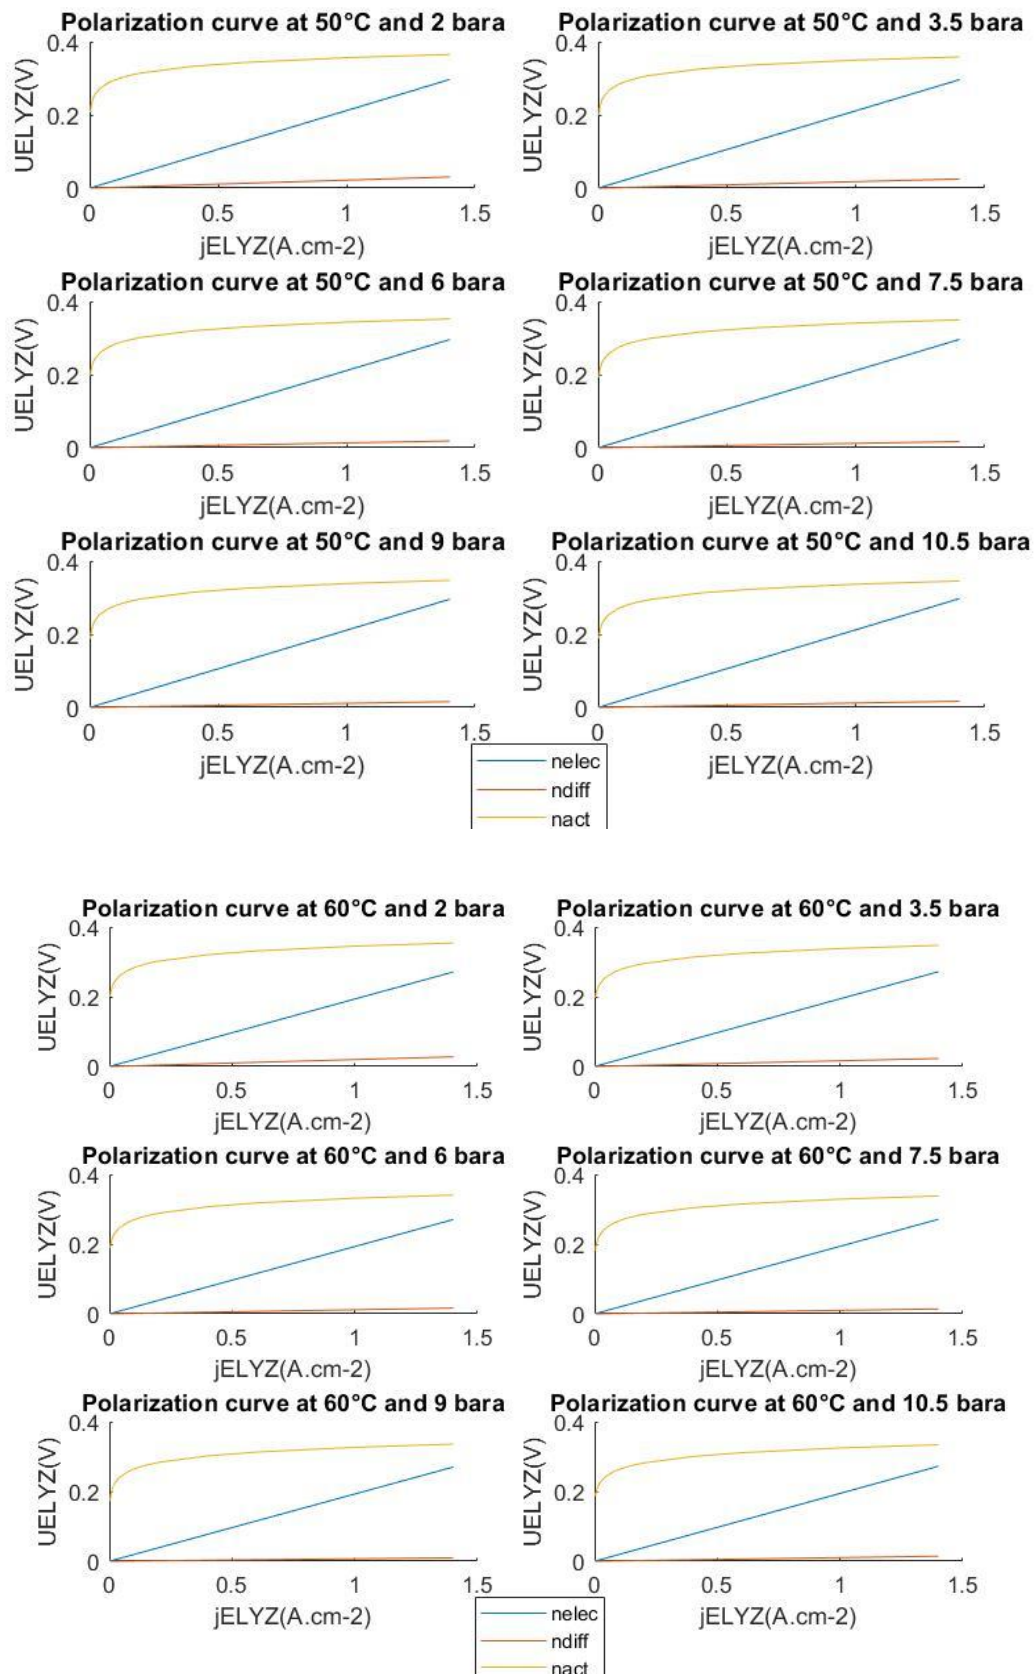 Polarization curve at 50°C and 2 bara
UELYZ(V)
0.4
0.2
0
0
0.5
1
1.5
jELYZ(A.cm-2)
Polarization curve at 50°C and 3.5 bara
UELYZ(V)
0.4
0.2
0
0
0.5
1
1.5
jELYZ(A.cm-2)
Polarization curve at 50°C and 6 bara
UELYZ(V)
0.4
0.2
0
0
0.5
1
1.5
jELYZ(A.cm-2)
Polarization curve at 50°C and 7.5 bara
UELYZ(V)
0.4
0.2
0
0
0.5
1
1.5
jELYZ(A.cm-2)
Polarization curve at 50°C and 9 bara
UELYZ(V)
0.4
0.2
0
0
0.5
1
1.5
jELYZ(A.cm-2)
Polarization curve at 50°C and 10.5 bara
UELYZ(V)
0.4
0.2
0
0
0.5
1
1.5
jELYZ(A.cm-2)
nelec
ndiff
nact
Polarization curve at 60°C and 2 bara
UELYZ(V)
0.4
0.2
0
0
0.5
1
1.5
jELYZ(A.cm-2)
Polarization curve at 60°C and 3.5 bara
UELYZ(V)
0.4
0.2
0
0
0.5
1
1.5
jELYZ(A.cm-2)
Polarization curve at 60°C and 6 bara
UELYZ(V)
0.4
0.2
0
0
0.5
1
1.5
jELYZ(A.cm-2)
Polarization curve at 60°C and 7.5 bara
UELYZ(V)
0.4
0.2
0
0
0.5
1
1.5
jELYZ(A.cm-2)
Polarization curve at 60°C and 9 bara
UELYZ(V)
0.4
0.2
0
0
0.5
1
1.5
jELYZ(A.cm-2)
Polarization curve at 60°C and 10.5 bara
UELYZ(V)
0.4
0.2
0
0
0.5
1
1.5
jELYZ(A.cm-2)
nelec
ndiff
nact